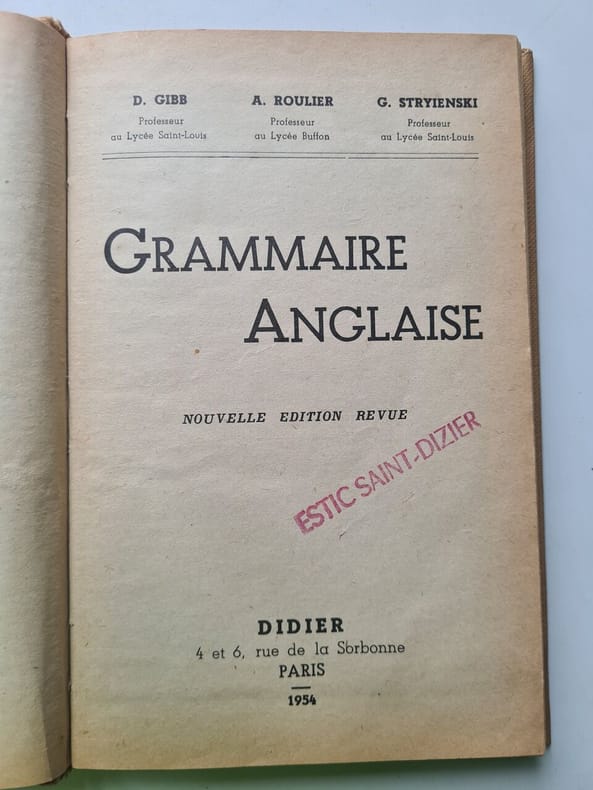 D. GIBB A. ROULIER G. STRYIENSKI
Professeur Professeur Professeur
au Lycée Saint-Louis au Lycée Buffon au Lycée Saint-Louis
GRAMMAIRE
ANGLAISE
NOUVELLE EDITION REVUE
ESTIC SAINT-DIZIER
DIDIER
4 et 6, rue de la Sorbonne
PARIS
1954